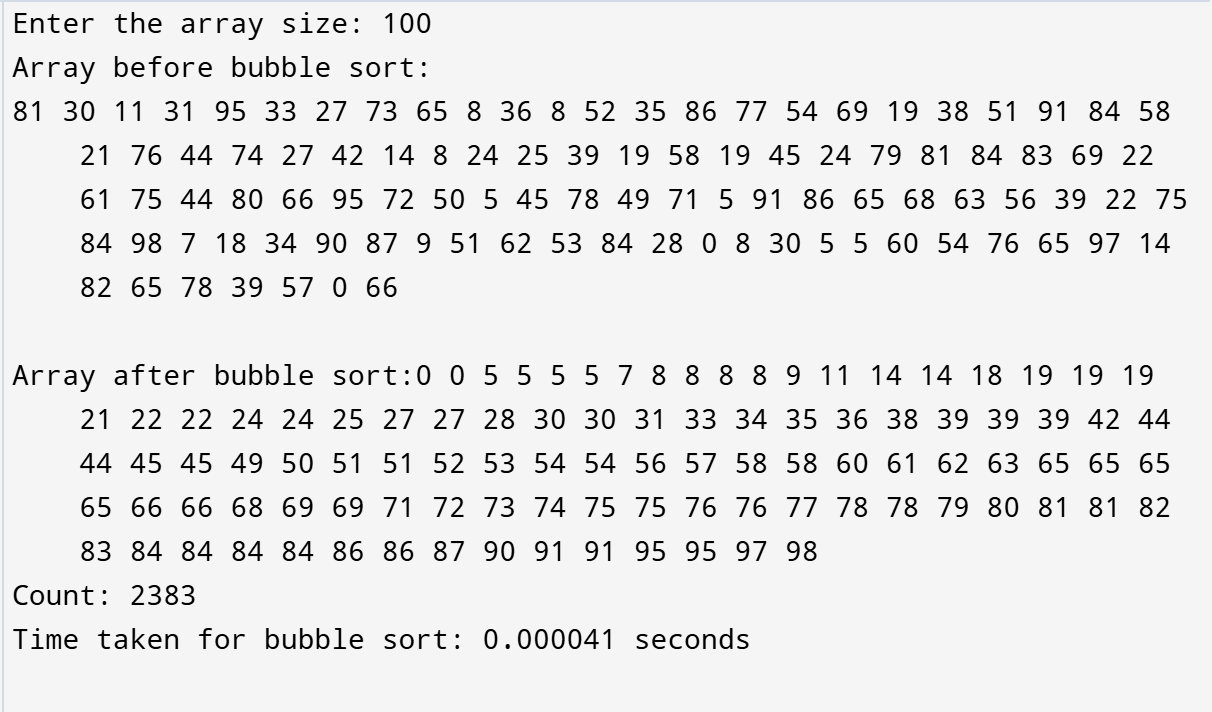 Enter the array size: 100
Array before bubble sort:
81 30 11 31 95 33 27 73 65 8 36 8 52 35 86 77 54 69 19 38 51 91 84 58
21 76 44 74 27 42 14 8 24 25 39 19 58 19 45 24 79 81 84 83 69 22
61 75 44 80 66 95 72 50 5 45 78 49 71 5 91 86 65 68 63 56 39 22 75
84 98 7 18 34 90 87 9 51 62 53 84 28 0 8 30 5 5 60 54 76 65 97 14
82 65 78 39 57 0 66
Array after bubble sort:0 0 5 5 5 5 7 8 8 8 8 9 11 14 14 18 19 19 19
21 22 22 24 24 25 27 27 28 30 30 31 33 34 35 36 38 39 39 39 42 44
44 45 45 49 50 51 51 52 53 54 54 56 57 58 58 60 61 62 63 65 65 65
65 66 66 68 69 69 71 72 73 74 75 75 76 76 77 78 78 79 80 81 81 82
83 84 84 84 84 86 86 87 90 91 91 95 95 97 98
Count: 2383
Time taken for bubble sort: 0.000041 seconds